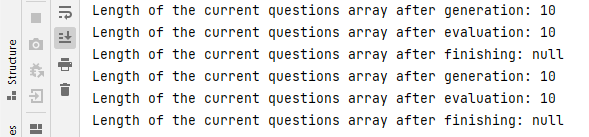 Length of the current questions array after generation: 10
Length of the current questions array after evaluation: 10
Length of the current questions array after finishing: null
Length of the current questions array after generation: 10
Length of the current questions array after evaluation: 10
Length of the current questions array after finishing: null
Structure
es